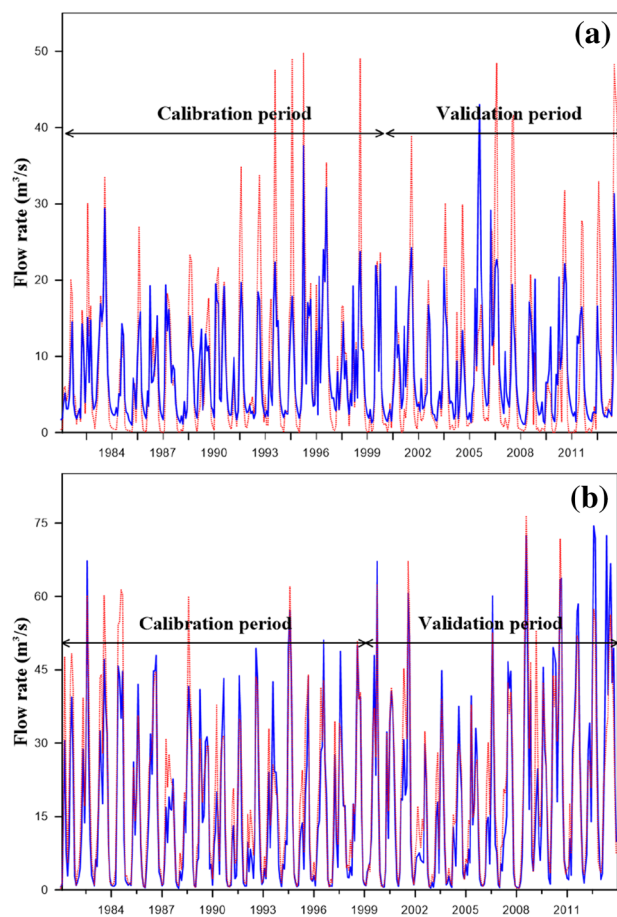 (a)
50
40
30
20
10
0
Flow rate (m³/s)
Calibration period
Validation period
1984 1987 1990 1993 1996 1999 2002 2005 2008 2011
(b)
75
60
45
30
15
0
Flow rate (m³/s)
Calibration period
Validation period
1984 1987 1990 1993 1996 1999 2002 2005 2008 2011